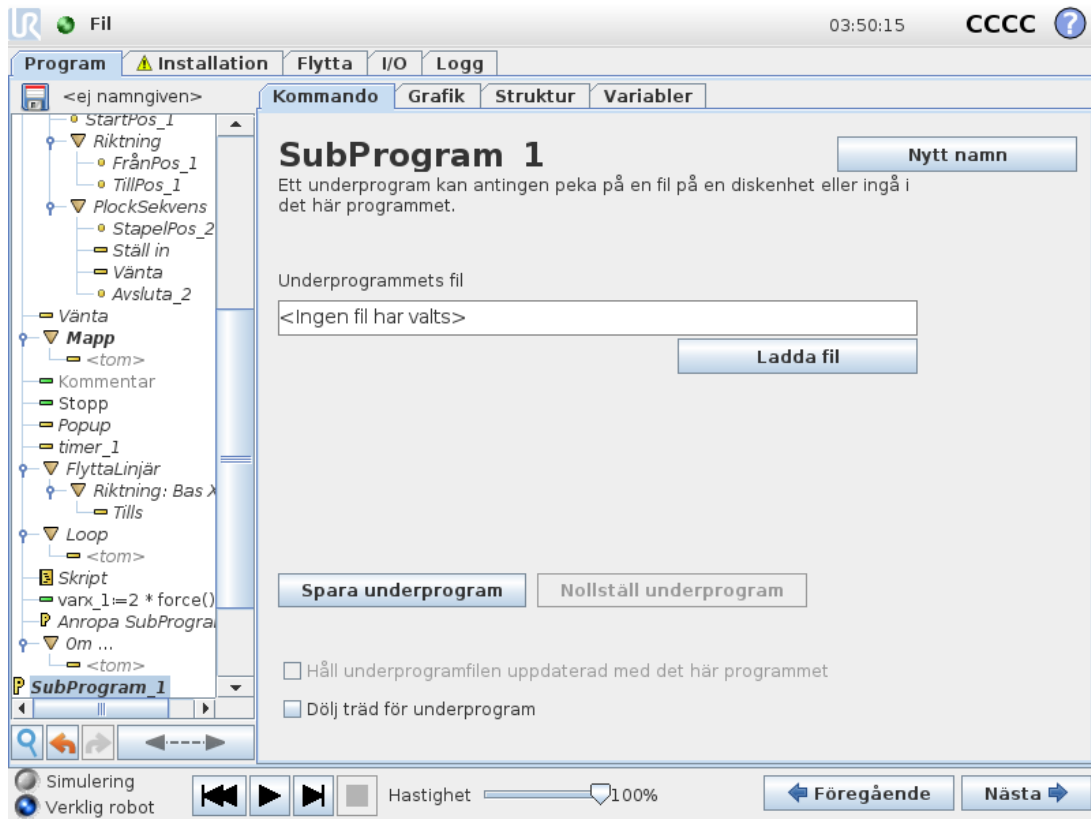 UR Fil 03:50:15 CCCC ?
Program Installation Flytta I/O Logg
<ej namngiven> Kommando Grafik Struktur Variabler
StartPos_1
Riktning
FrånPos_1
TillPos_1
PlockSekvens
StapelPos_2
Ställ in
Vänta
Avsluta_2
Vänta
Mapp
<tom>
Kommentar
Stopp
Popup
timer_1
FlyttaLinjär
Riktning: Bas X
Tills
Loop
<tom>
Skript
varx_1:=2 * force()
Anropa SubProgra
Om ...
<tom>
SubProgram_1
SubProgram 1
Nytt namn
Ett underprogram kan antingen peka på en fil på en diskenhet eller ingå i
det här programmet.
Underprogrammets fil
<Ingen fil har valts>
Ladda fil
Spara underprogram Nollställ underprogram
Håll underprogramfilen uppdaterad med det här programmet
Dölj träd för underprogram
Simulering
Verklig robot
Hastighet 100%
Föregående Nästa